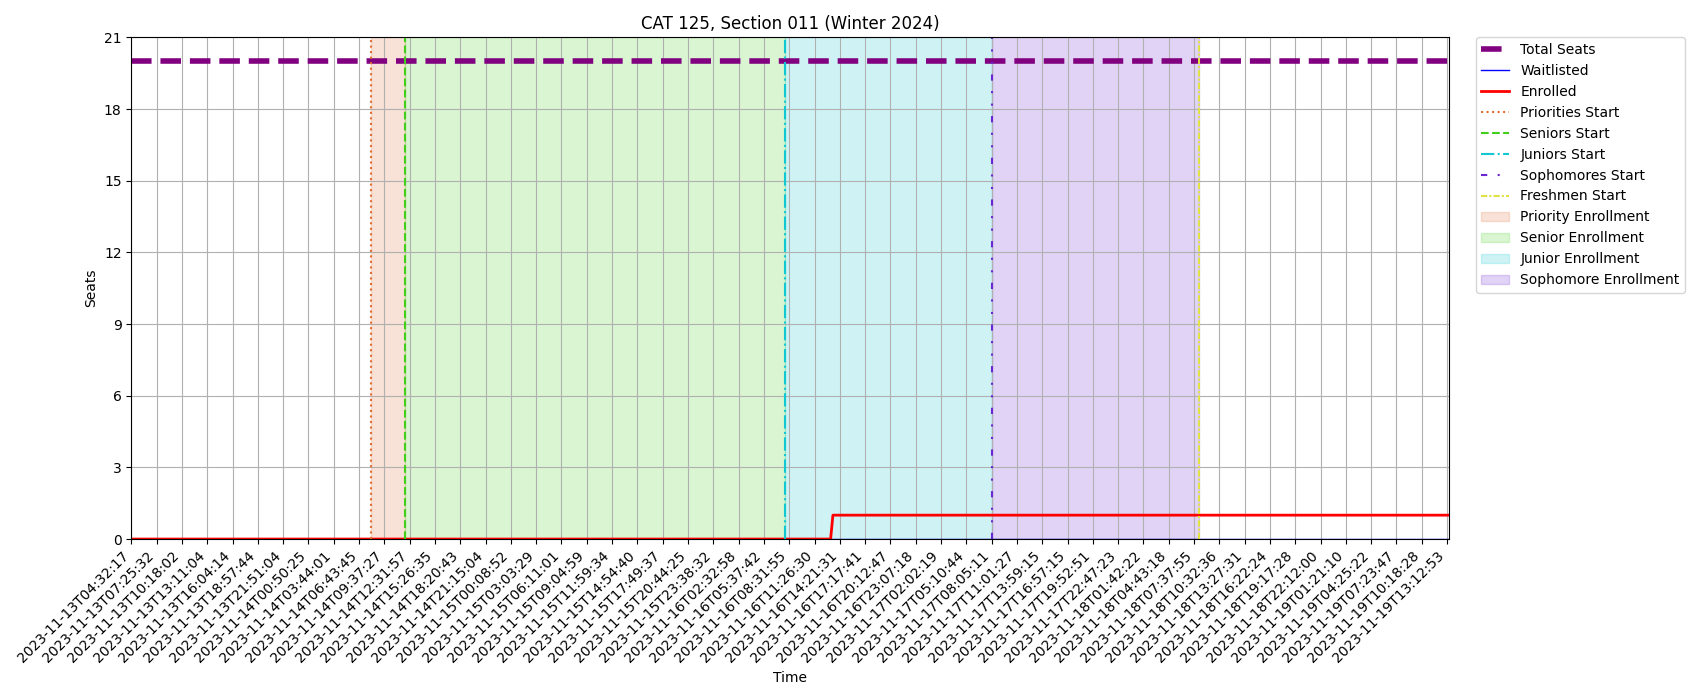 CAT 125, Section 011 (Winter 2024)
21
18
15
12
9
6
3
0
Seats
2023-11-13T04:32:17
2023-11-13T07:25:32
2023-11-13T10:18:02
2023-11-13T13:11:04
2023-11-13T16:04:14
2023-11-13T18:57:44
2023-11-13T21:51:04
2023-11-14T00:50:25
2023-11-14T03:44:01
2023-11-14T06:43:45
2023-11-14T09:37:27
2023-11-14T12:31:57
2023-11-14T15:26:35
2023-11-14T18:20:43
2023-11-14T21:15:04
2023-11-15T00:08:52
2023-11-15T03:03:29
2023-11-15T06:11:01
2023-11-15T09:04:59
2023-11-15T11:59:34
2023-11-15T14:54:40
2023-11-15T17:49:37
2023-11-15T20:44:25
2023-11-15T23:38:32
2023-11-16T02:32:58
2023-11-16T05:37:42
2023-11-16T08:31:55
2023-11-16T11:26:30
2023-11-16T14:21:31
2023-11-16T17:17:41
2023-11-16T20:12:47
2023-11-16T23:07:18
2023-11-17T02:02:19
2023-11-17T05:10:44
2023-11-17T08:05:11
2023-11-17T11:01:27
2023-11-17T13:59:15
2023-11-17T16:57:15
2023-11-17T19:52:51
2023-11-17T22:47:23
2023-11-18T01:42:22
2023-11-18T04:43:18
2023-11-18T07:37:55
2023-11-18T10:32:36
2023-11-18T13:27:31
2023-11-18T16:22:24
2023-11-18T19:17:28
2023-11-18T22:12:00
2023-11-19T01:21:10
2023-11-19T04:25:22
2023-11-19T07:23:47
2023-11-19T10:18:28
2023-11-19T13:12:53
Time
Total Seats
Waitlisted
Enrolled
Priorities Start
Seniors Start
Juniors Start
Sophomores Start
Freshmen Start
Priority Enrollment
Senior Enrollment
Junior Enrollment
Sophomore Enrollment